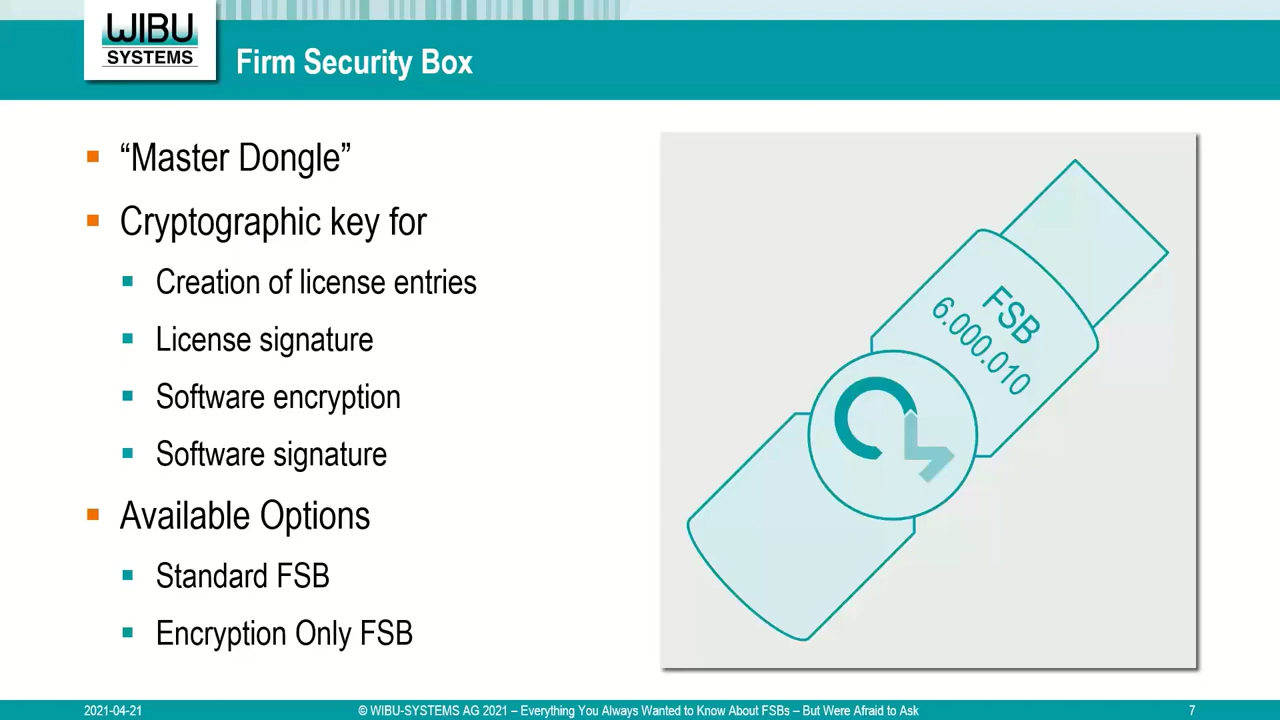 WIBU
SYSTEMS
Firm Security Box
“Master Dongle”
Cryptographic key for
Creation of license entries
License signature
Software encryption
Software signature
Available Options
Standard FSB
Encryption Only FSB
FSB
6.000.010
2021-04-21
© WIBU-SYSTEMS AG 2021 – Everything You Always Wanted to Know About FSBs – But Were Afraid to Ask
7